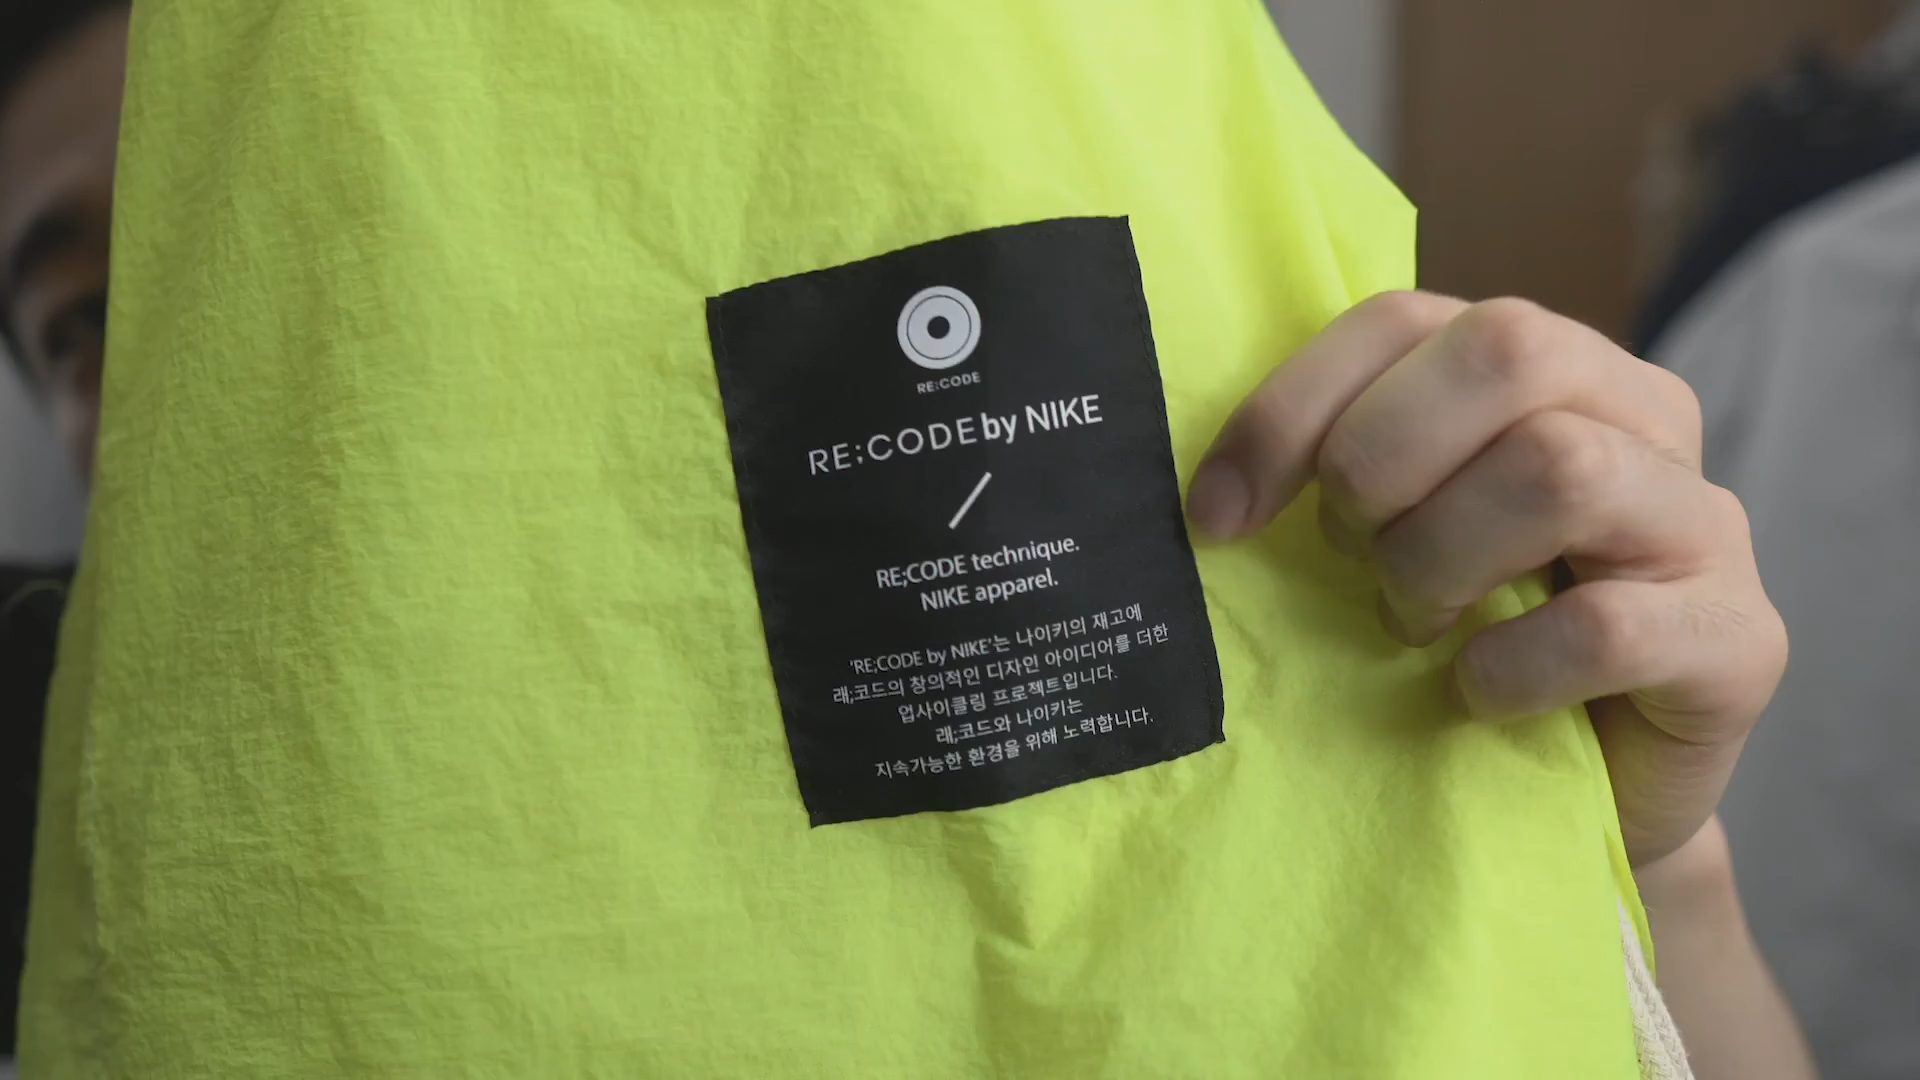 RE;CODE
RE;CODE by NIKE
/
RE;CODE technique.
NIKE apparel.
'RE;CODE by NIKE'는 나이키의 재고에
래;코드의 창의적인 디자인 아이디어를 더한
업사이클링 프로젝트입니다.
래;코드와 나이키는
지속가능한 환경을 위해 노력합니다.